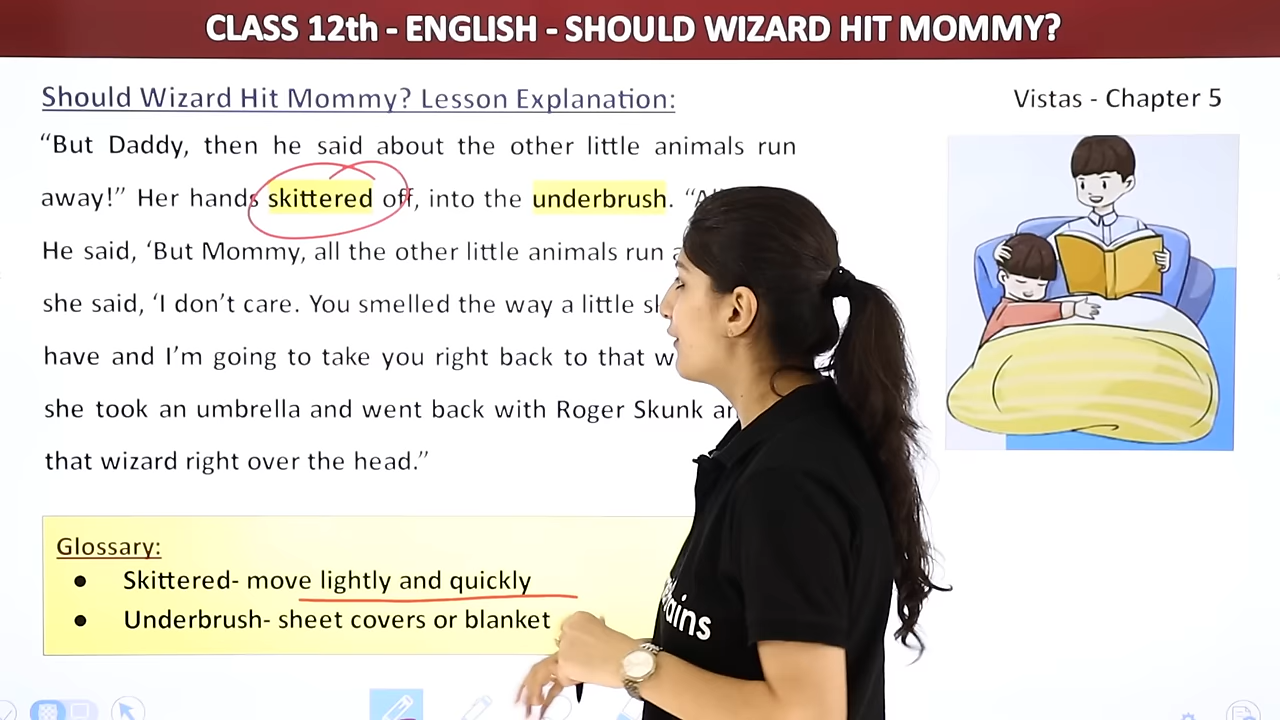 CLASS 12th - ENGLISH - SHOULD WIZARD HIT MOMMY?
Should Wizard Hit Mommy? Lesson Explanation:
Vistas - Chapter 5
“But Daddy, then he said about the other little animals run
away!” Her hands skittered off, into the underbrush.
He said, ‘But Mommy, all the other little animals run
she said, ‘I don’t care. You smelled the way a little
have and I’m going to take you right back to that
she took an umbrella and went back with Roger Skunk
that wizard right over the head.”
Glossary:
● Skittered- move lightly and quickly
● Underbrush- sheet covers or blanket